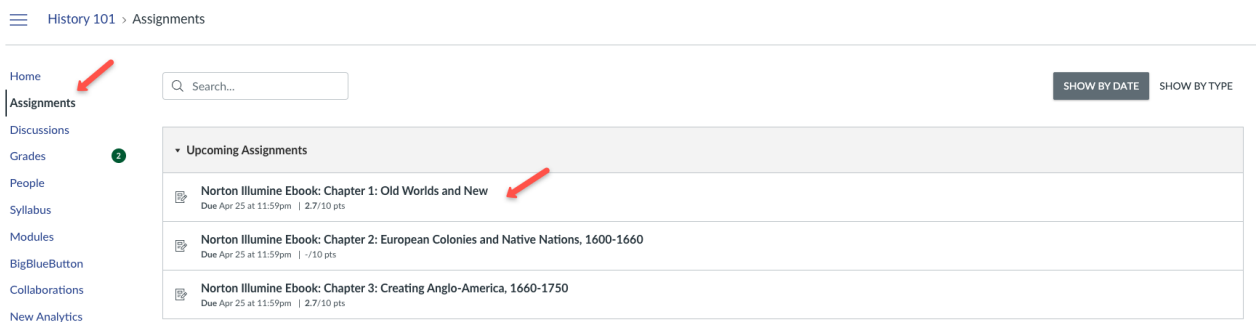 History 101 › Assignments
Home
Assignments
Discussions
Grades 2
People
Syllabus
Modules
BigBlueButton
Collaborations
New Analytics
Search...
SHOW BY DATE SHOW BY TYPE
Upcoming Assignments
Norton Illumine Ebook: Chapter 1: Old Worlds and New
Due Apr 25 at 11:59pm | 2.7/10 pts
Norton Illumine Ebook: Chapter 2: European Colonies and Native Nations, 1600-1660
Due Apr 25 at 11:59pm | -/10 pts
Norton Illumine Ebook: Chapter 3: Creating Anglo-America, 1660-1750
Due Apr 25 at 11:59pm | 2.7/10 pts